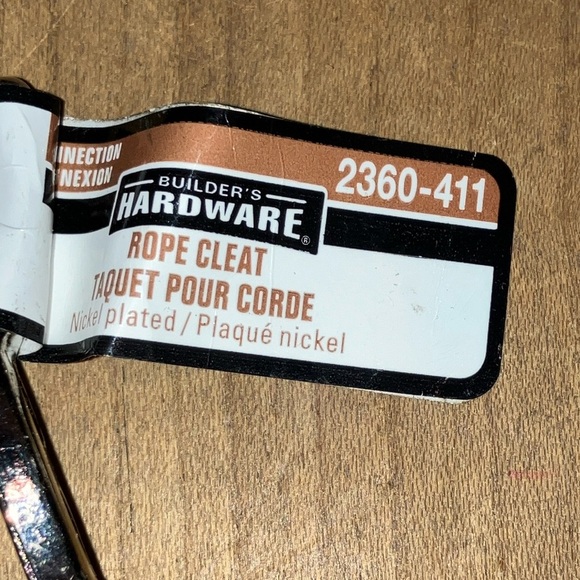 NNECTION
NEXION
2360-411
BUILDER'S
HARDWARE®
ROPE CLEAT
TAQUET POUR CORDE
Nickel plated / Plaqué nickel